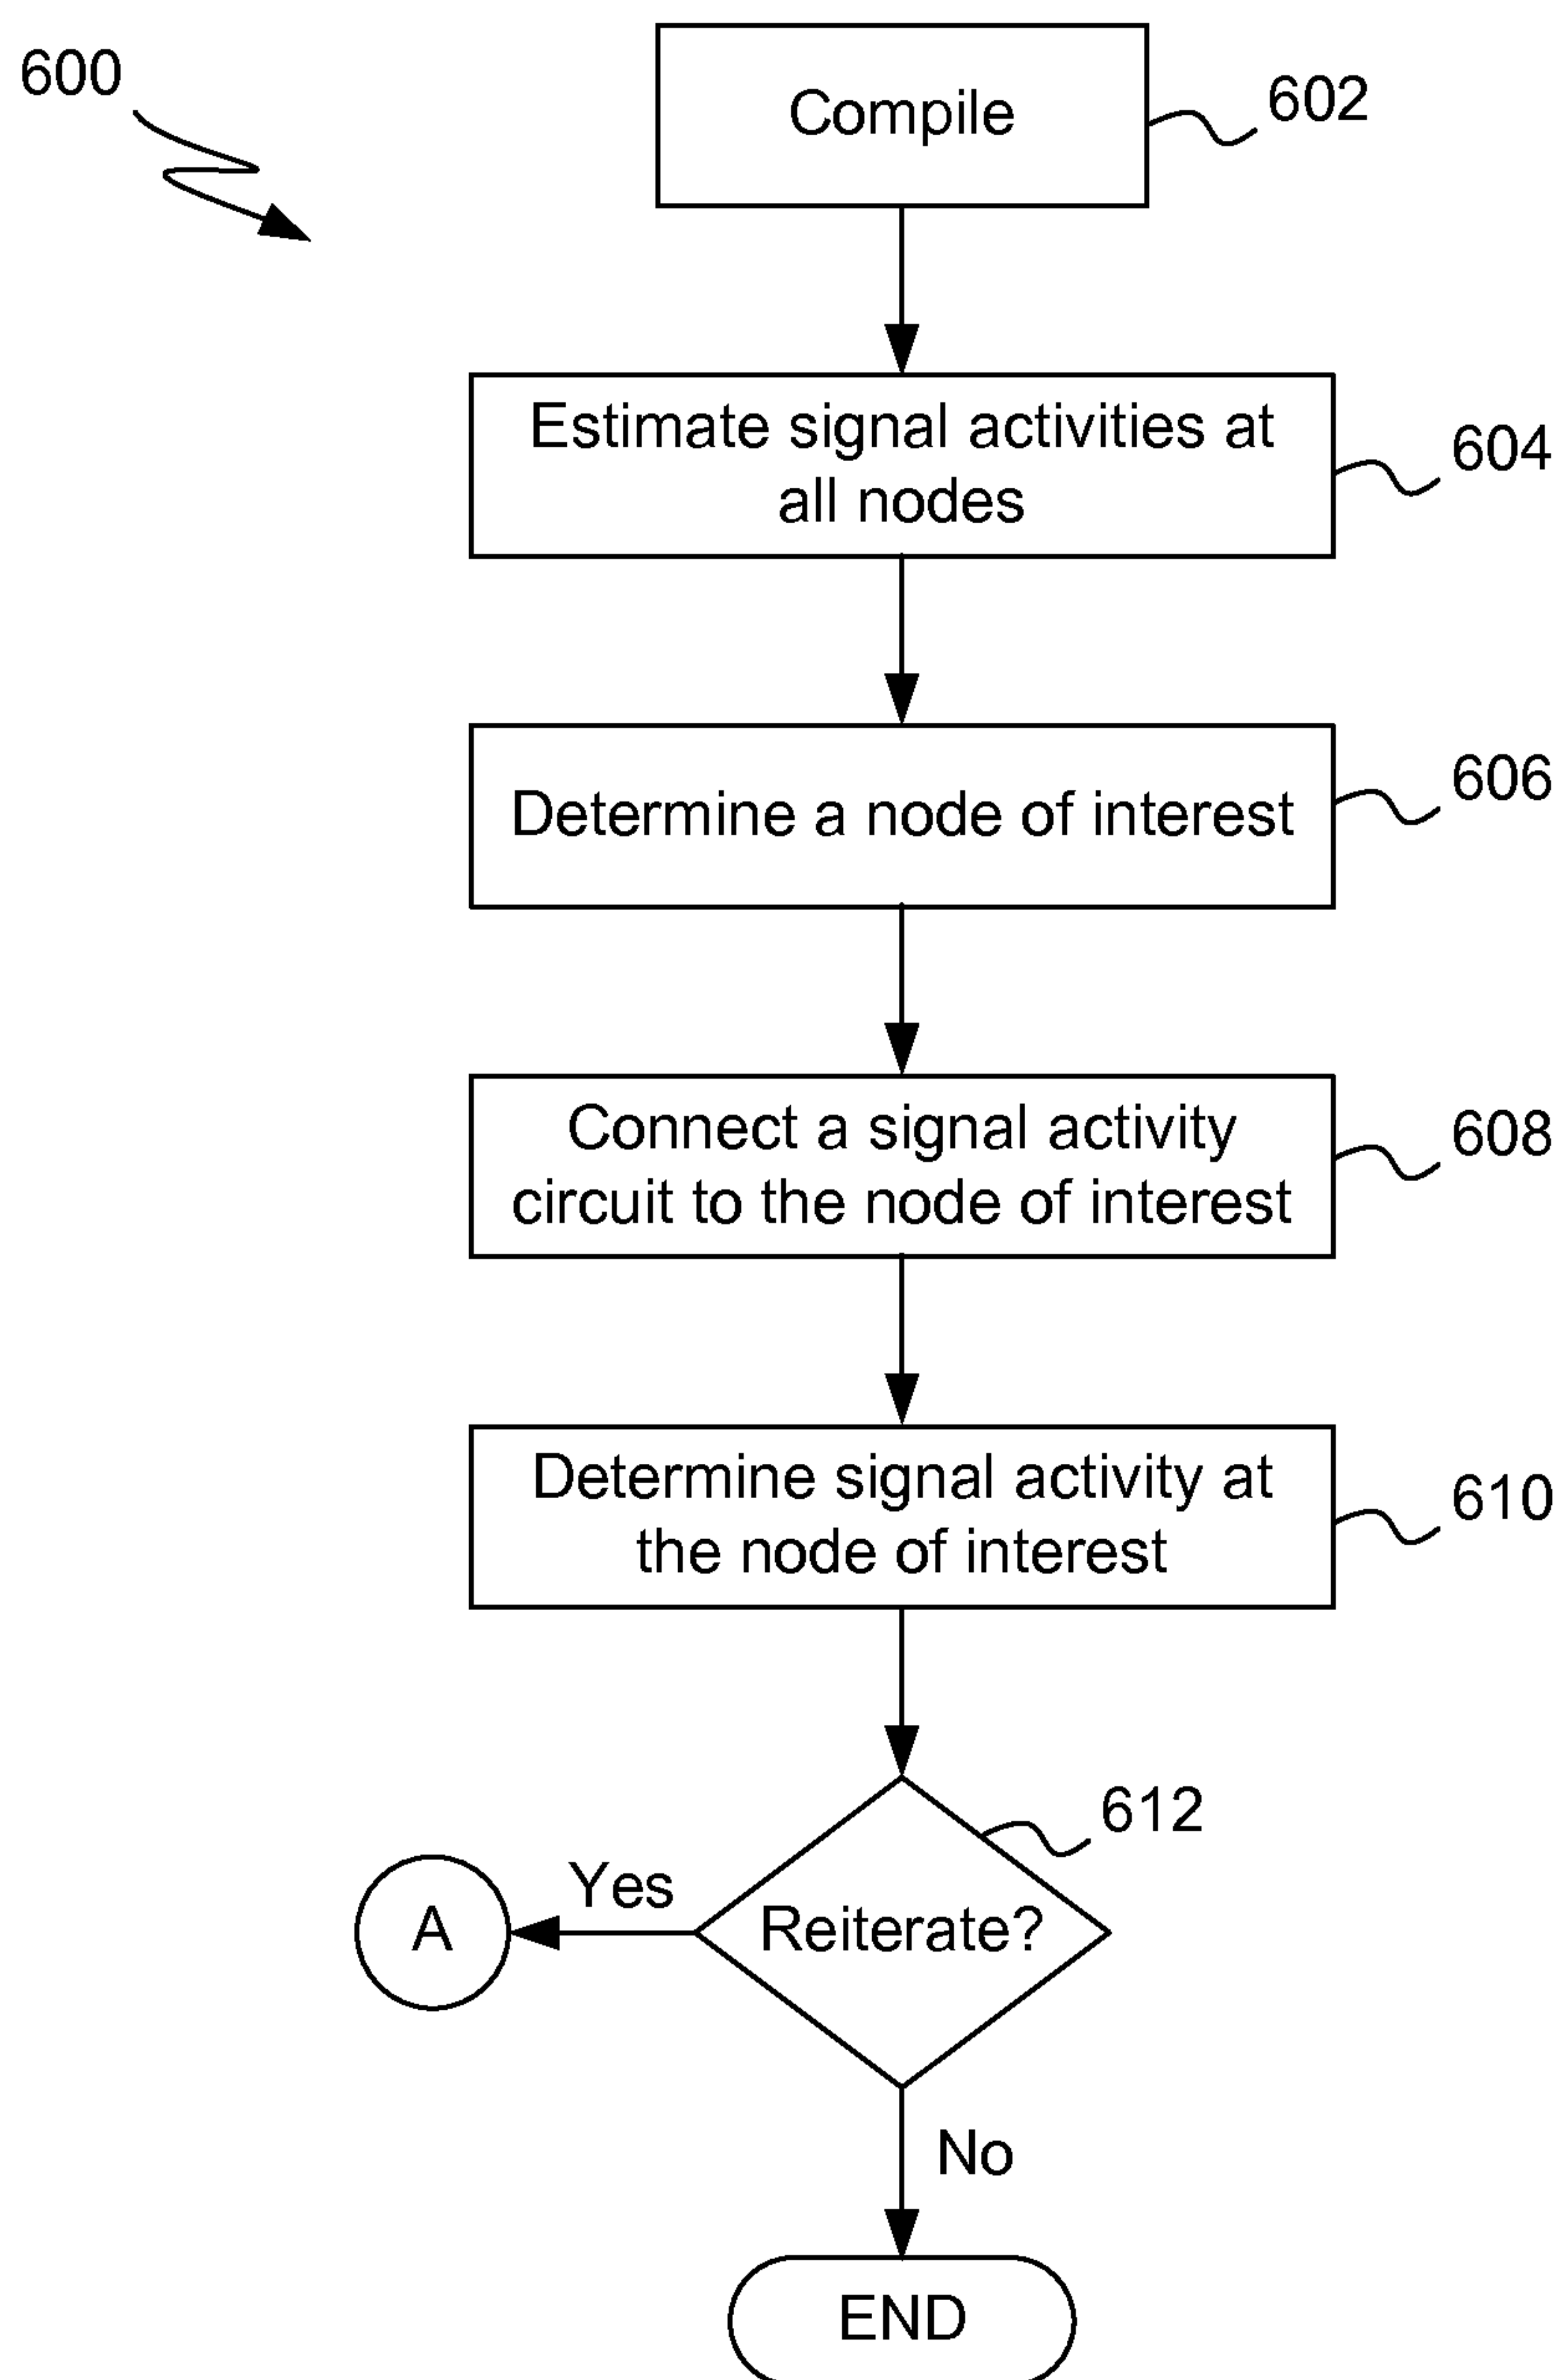 600
Compile
602
Estimate signal activities at
all nodes
604
Determine a node of interest
606
Connect a signal activity
circuit to the node of interest
608
Determine signal activity at
the node of interest
610
612
Reiterate?
Yes
A
No
END